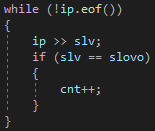 while (!ip.eof())
{
ip >> slv;
if (slv == slovo)
{
cnt++;
}
}